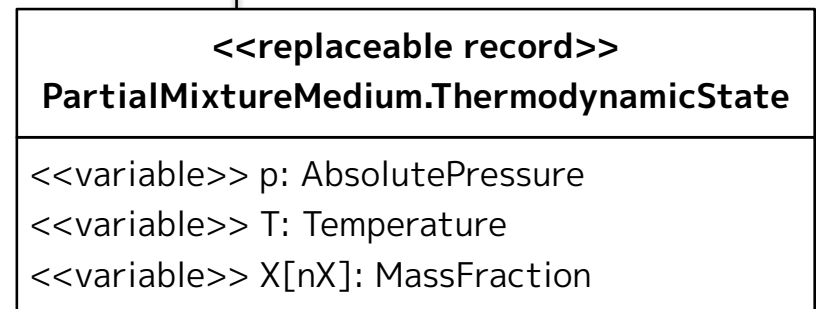 <<replaceable record>>
PartialMixtureMedium.ThermodynamicState
<<variable>> p: AbsolutePressure
<<variable>> T: Temperature
<<variable>> X[nX]: MassFraction